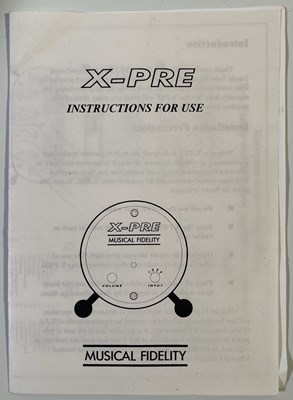 X-PRE
INSTRUCTIONS FOR USE
X-PRE
MUSICAL FIDELITY
VOLUME
INPUT
MUSICAL FIDELITY